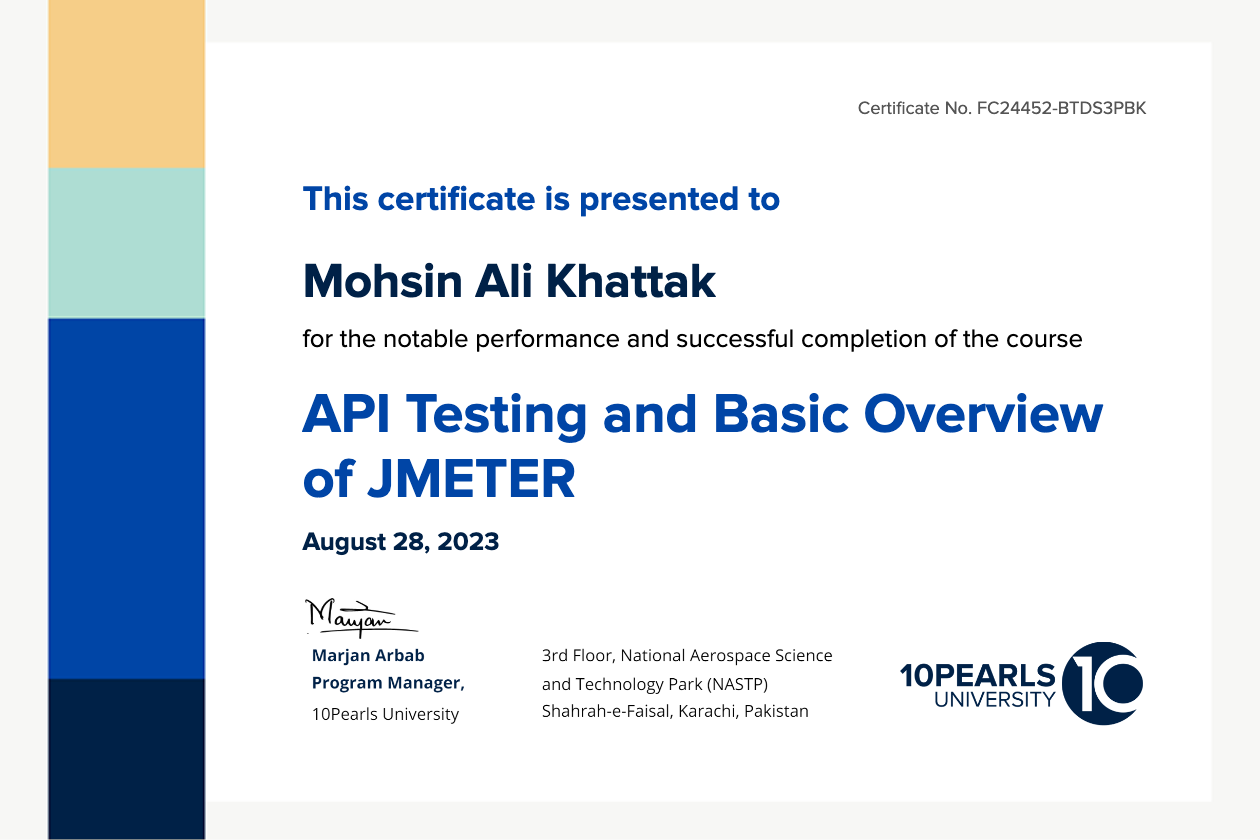 Certificate No. FC24452-BTDS3PBK
This certificate is presented to
Mohsin Ali Khattak
for the notable performance and successful completion of the course
API Testing and Basic Overview
of JMETER
August 28, 2023
Marjan
Marjan Arbab
Program Manager,
10Pearls University
3rd Floor, National Aerospace Science
and Technology Park (NASTP)
Shahrah-e-Faisal, Karachi, Pakistan
10PEARLS
UNIVERSITY
10